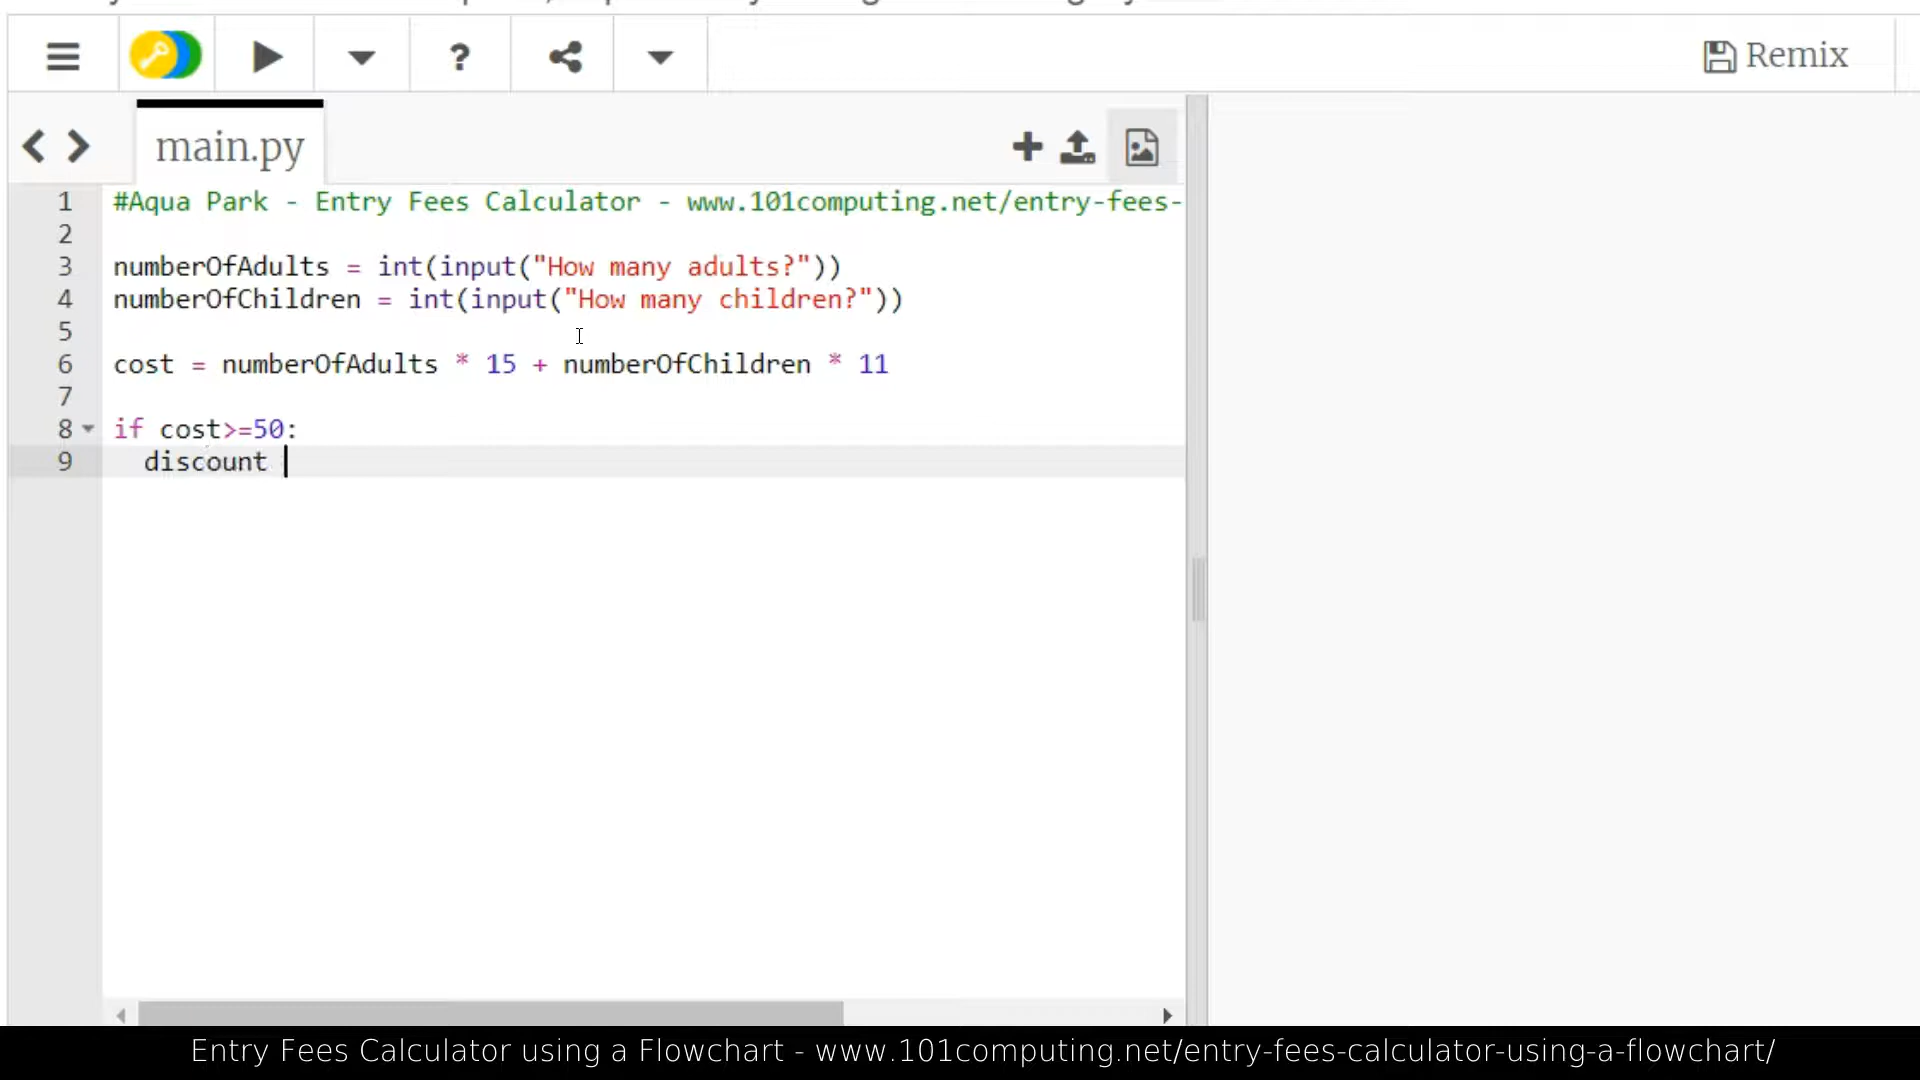 Remix
main.py
1 #Aqua Park - Entry Fees Calculator - www.101computing.net/entry-fees-
2
3 numberOfAdults = int(input("How many adults?"))
4 numberOfChildren = int(input("How many children?"))
5
6 cost = numberOfAdults * 15 + numberOfChildren * 11
7
8 if cost>=50:
9 discount
Entry Fees Calculator using a Flowchart - www.101computing.net/entry-fees-calculator-using-a-flowchart/